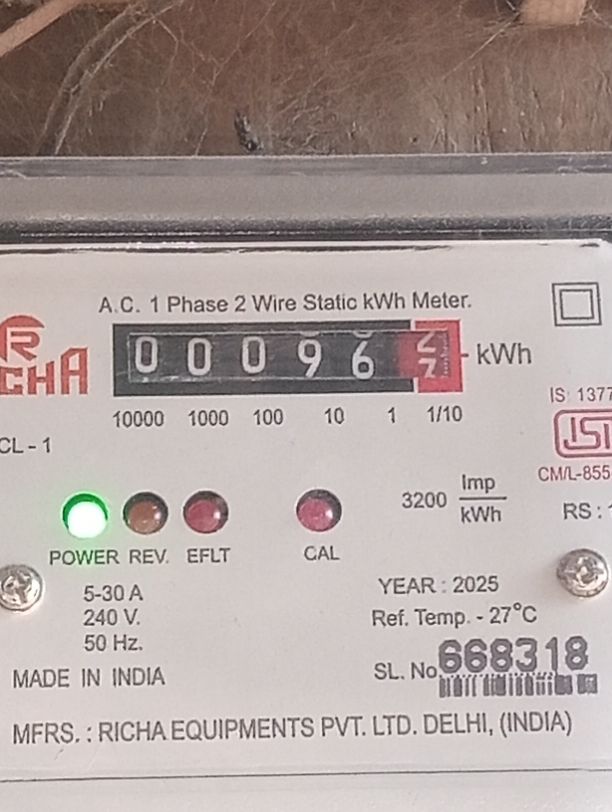 A.C. 1 Phase 2 Wire Static kWh Meter.
R
CHA
0 0 0 9 6 kWh
10000 1000 100 10 1 1/10
IS: 1377
CL - 1
ISI
CM/L-855
3200 Imp
kWh
RS :
POWER REV. EFLT CAL
5-30 A
240 V.
50 Hz.
YEAR : 2025
Ref. Temp. - 27°C
MADE IN INDIA
SL. No 668318
MFRS. : RICHA EQUIPMENTS PVT. LTD. DELHI, (INDIA)